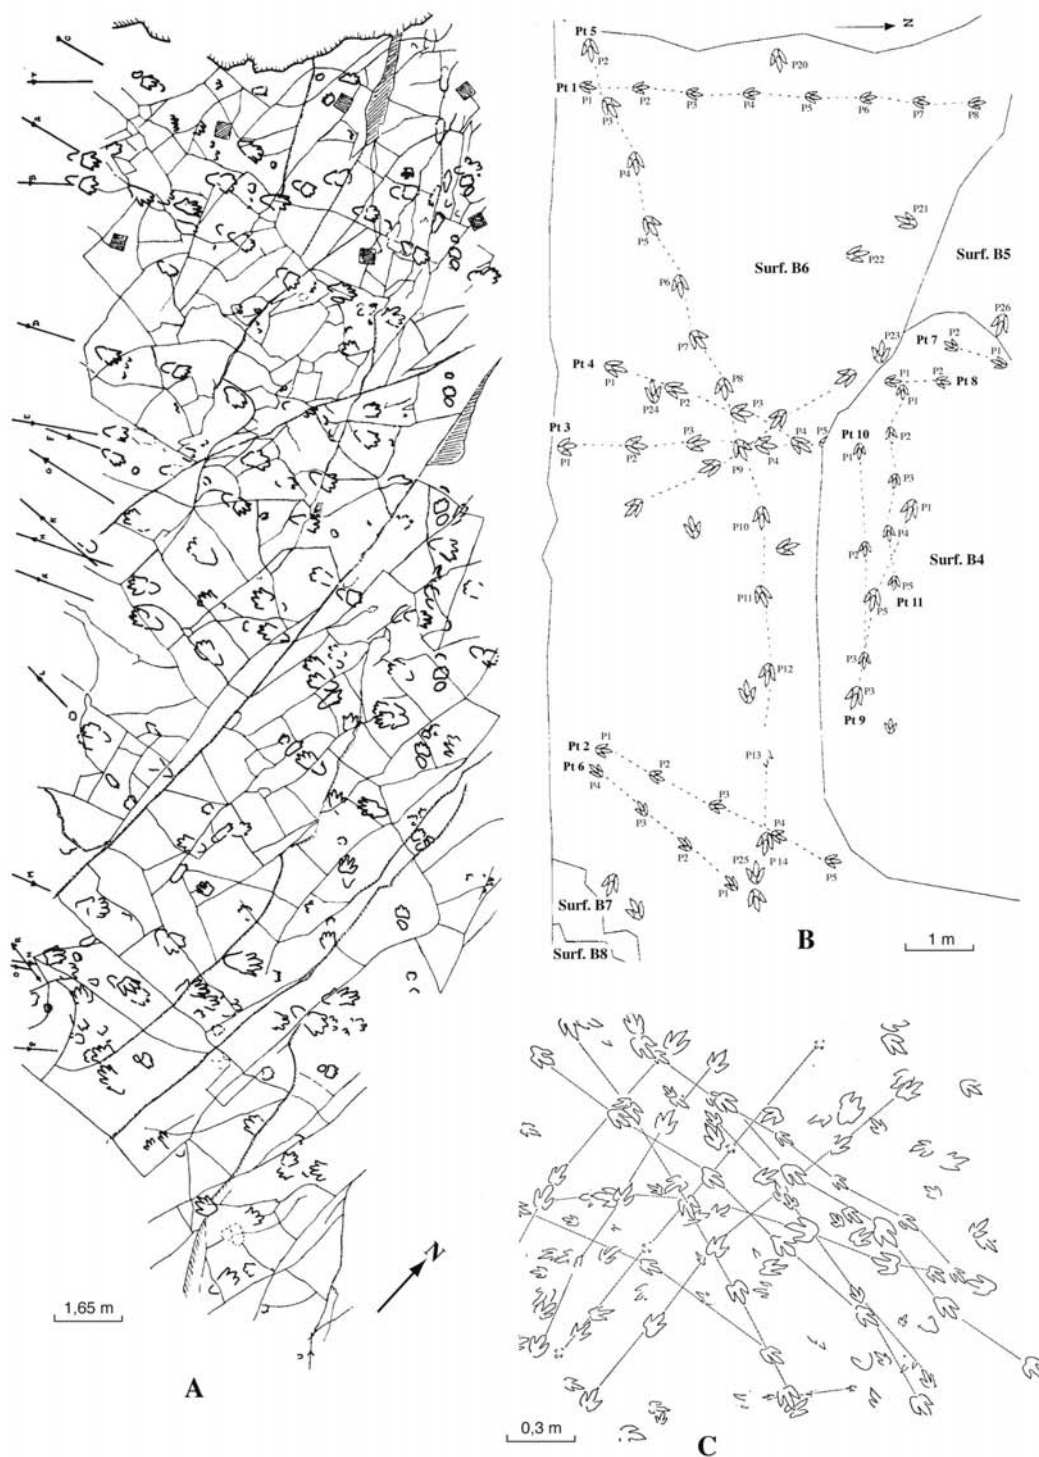 N
1,65 m
A
Pt 5
P2
N
P20
Pt 1
P1
P2
P3
P3
P4
P5
P6
P7
P8
P4
P21
P5
P22
Surf. B6
Surf. B5
P6
P26
P7
P23
P2
Pt 7
P1
Pt 4
P1
P8
P1
P2
Pt 8
P24
P2
P3
P1
Pt 3
P3
P4
P5
Pt 10
P2
P1
P2
P9
P4
P1
P3
P10
P1
P4
P2
Surf. B4
P11
P5
P5
Pt 11
P12
P3
P3
Pt 9
Pt 2
P1
P13
Pt 6
P2
P4
P3
P3
P4
P2
P25
P14
P5
P1
Surf. B7
B
1 m
Surf. B8
0,3 m
C